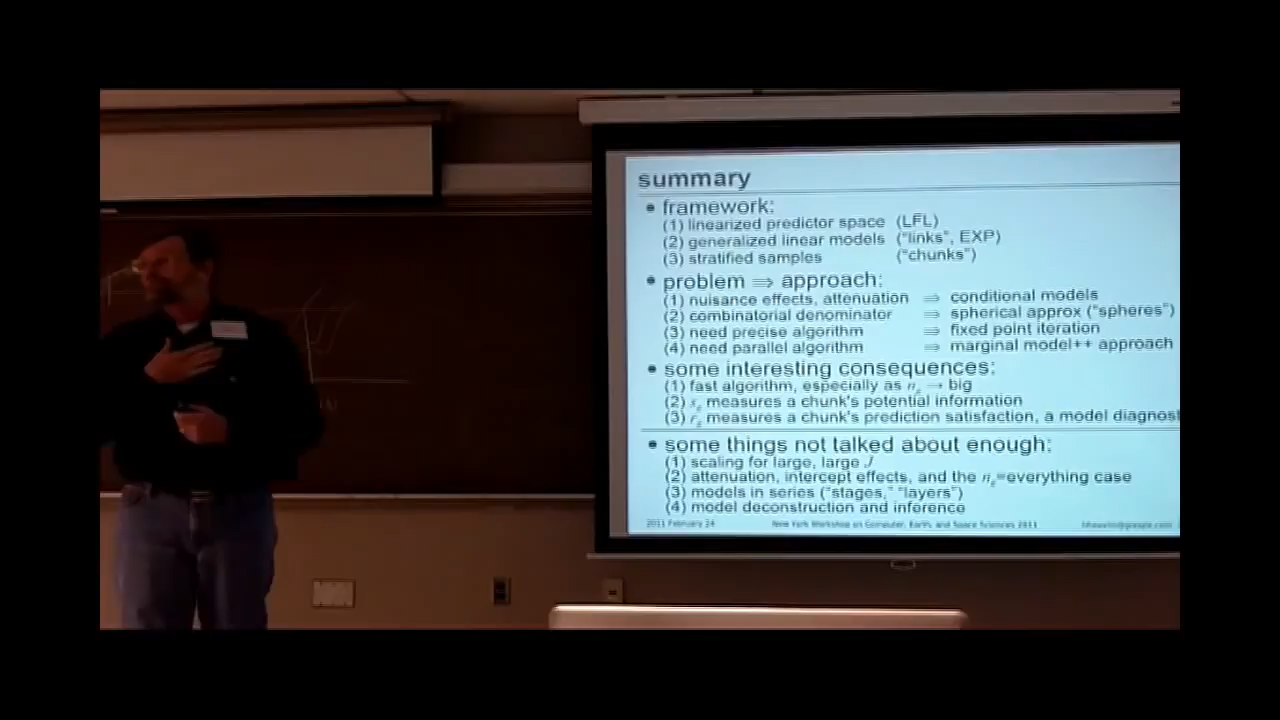 summary
• framework:
(1) linearized predictor space (LFL)
(2) generalized linear models ("links", EXP)
(3) stratified samples ("chunks")
• problem ⇒ approach:
(1) nuisance effects, attenuation ⇒ conditional models
(2) combinatorial denominator ⇒ spherical approx ("spheres")
(3) need precise algorithm ⇒ fixed point iteration
(4) need parallel algorithm ⇒ marginal model++ approach
• some interesting consequences:
(1) fast algorithm, especially as → big
(2) measures a chunk's potential information
(3) measures a chunk's prediction satisfaction, a model diagnost
• some things not talked about enough:
(1) scaling for large, large J
(2) attenuation, intercept effects, and the =everything case
(3) models in series ("stages," "layers")
(4) model deconstruction and inference
2011 February 24 New York Workshop on Computer, Earth, and Space Sciences 2011